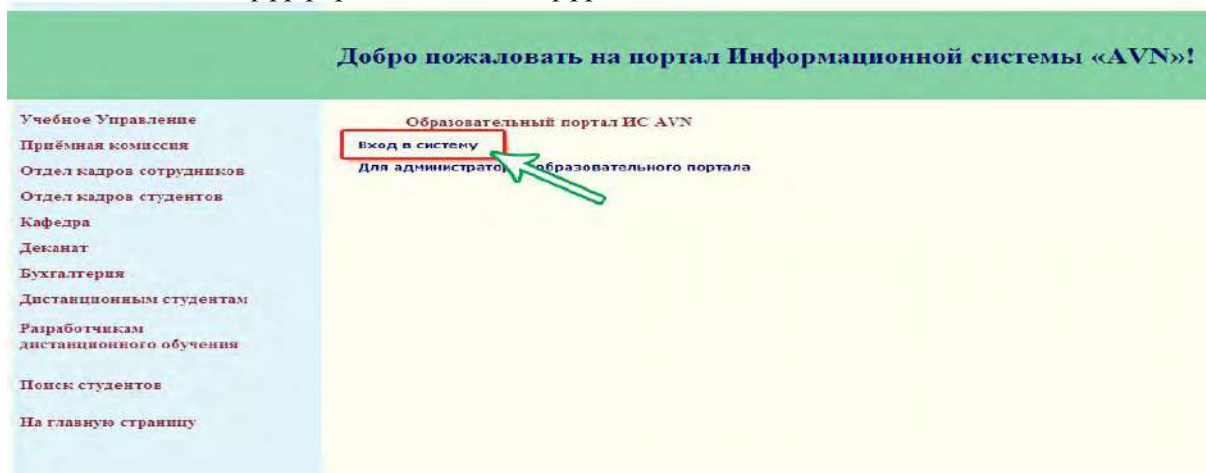 Добро пожаловать на портал Информационной системы «AVN»!
Учебное Управление
Приёмная комиссия
Отдел кадров сотрудников
Отдел кадров студентов
Кафедра
Деканат
Бухгалтерия
Дистанционным студентам
Разработчикам
дистанционного обучения
Поиск студентов
На главную страницу
Образовательный портал ИС AVN
Вход в систему
Для образовательного портала